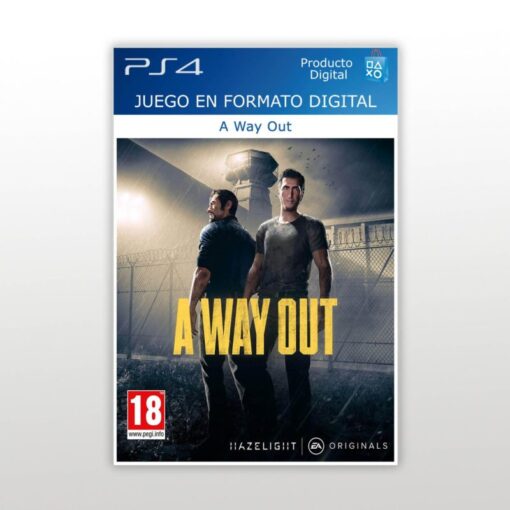 PS4
Producto
Digital
JUEGO EN FORMATO DIGITAL
A Way Out
A WAY OUT
18
www.pegi.info
HAZELIGHT EA ORIGINALS